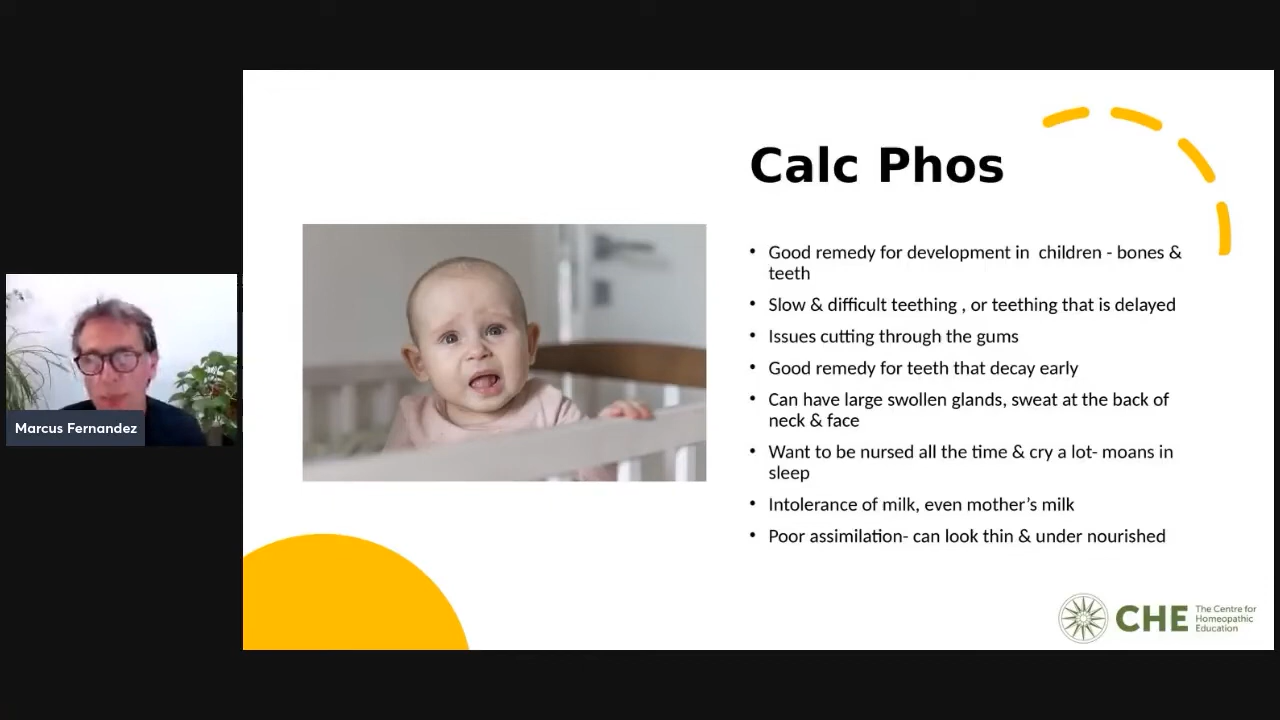 Calc Phos
• Good remedy for development in  children - bones &
teeth
• Slow & difficult teething , or teething that is delayed
• Issues cutting through the gums
• Good remedy for teeth that decay early
• Can have large swollen glands, sweat at the back of
neck & face
• Want to be nursed all the time & cry a lot- moans in
sleep
• Intolerance of milk, even mother’s milk
• Poor assimilation- can look thin & under nourished
Marcus Fernandez
CHE
The Centre for
Homeopathic
Education